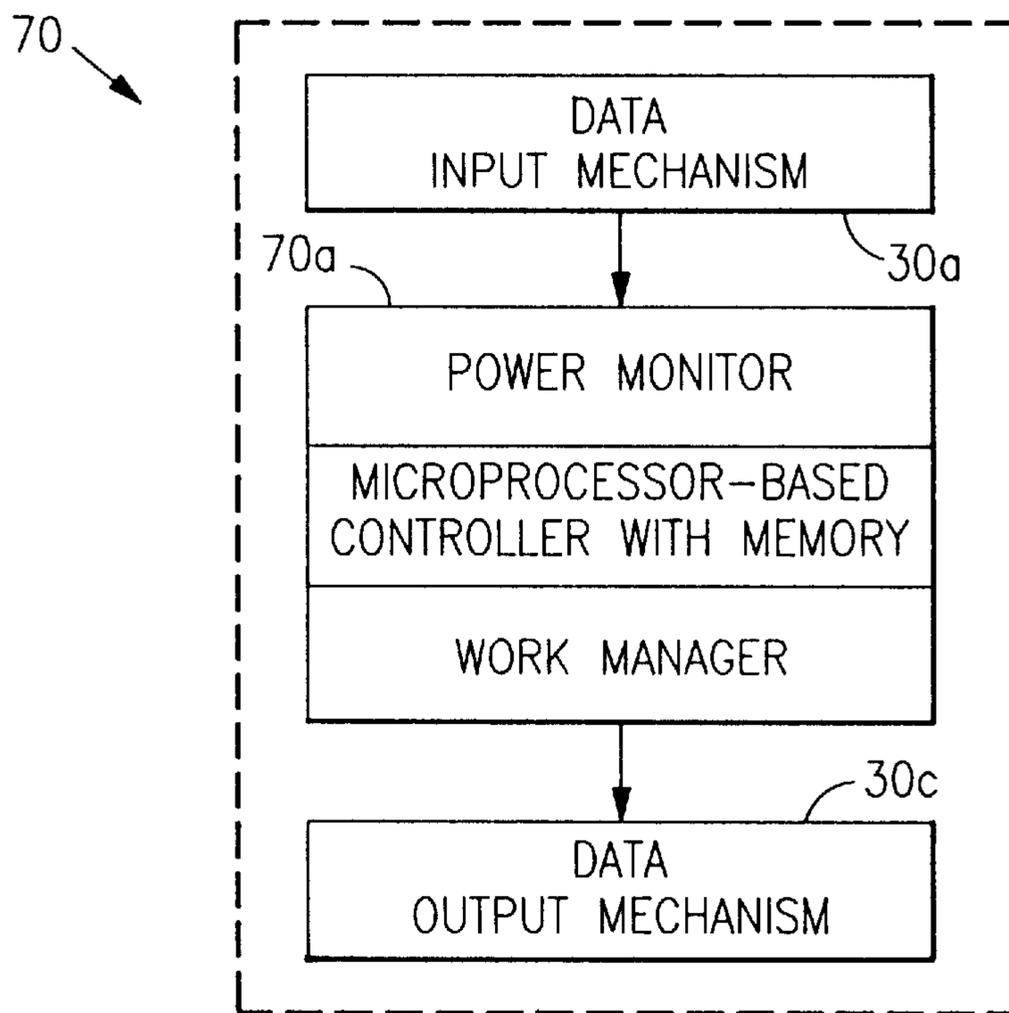 70
DATA
INPUT MECHANISM
30a
70a
POWER MONITOR
MICROPROCESSOR-BASED
CONTROLLER WITH MEMORY
WORK MANAGER
30c
DATA
OUTPUT MECHANISM